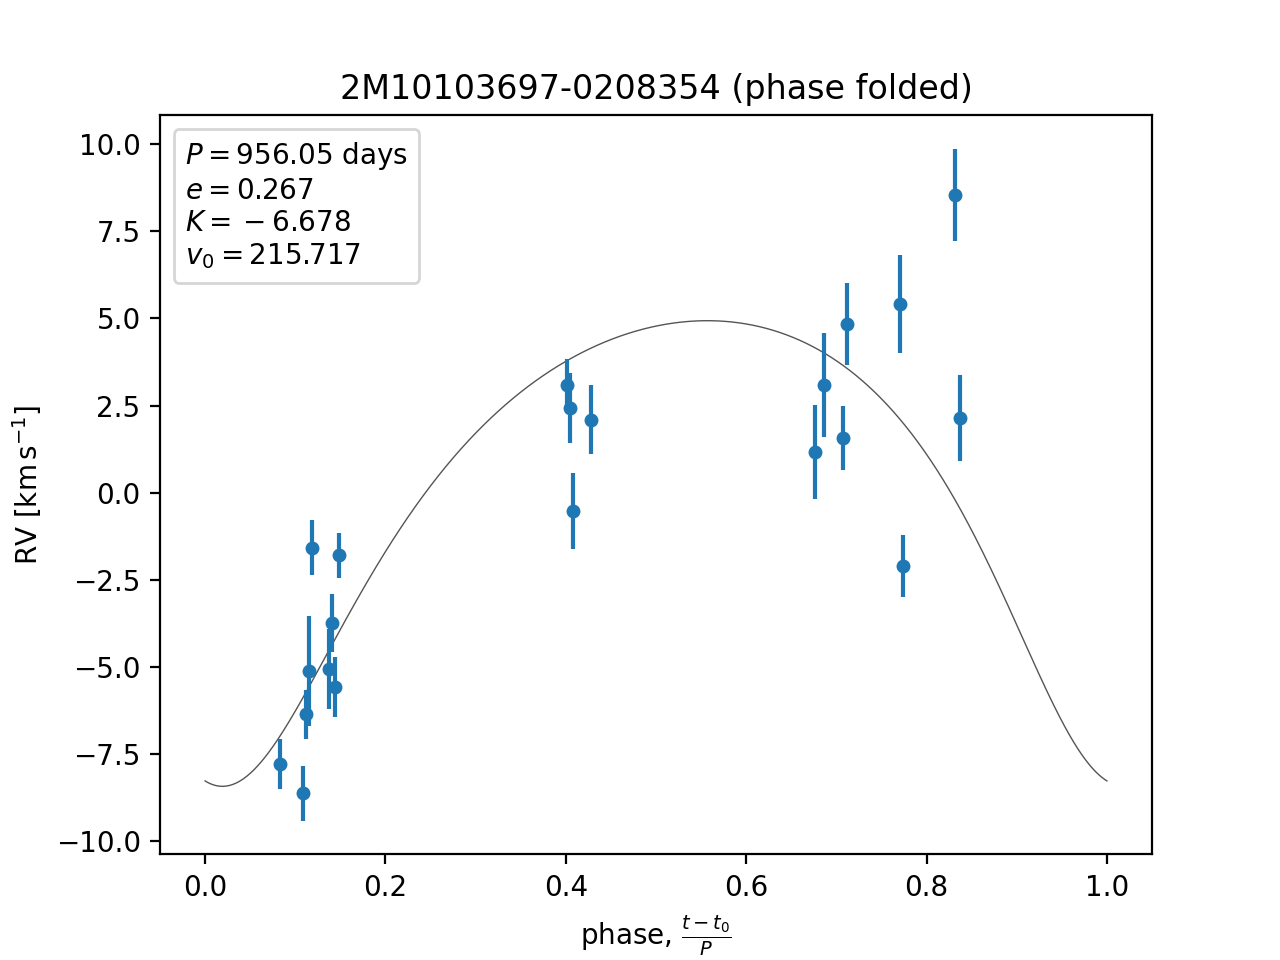 2M10103697-0208354 (phase folded)
P = 956.05 days
e = 0.267
K = −6.678
v₀ = 215.717
10.0
7.5
5.0
2.5
0.0
−2.5
−5.0
−7.5
−10.0
RV [km s⁻¹]
0.0 0.2 0.4 0.6 0.8 1.0
phase, (t − t₀)/P